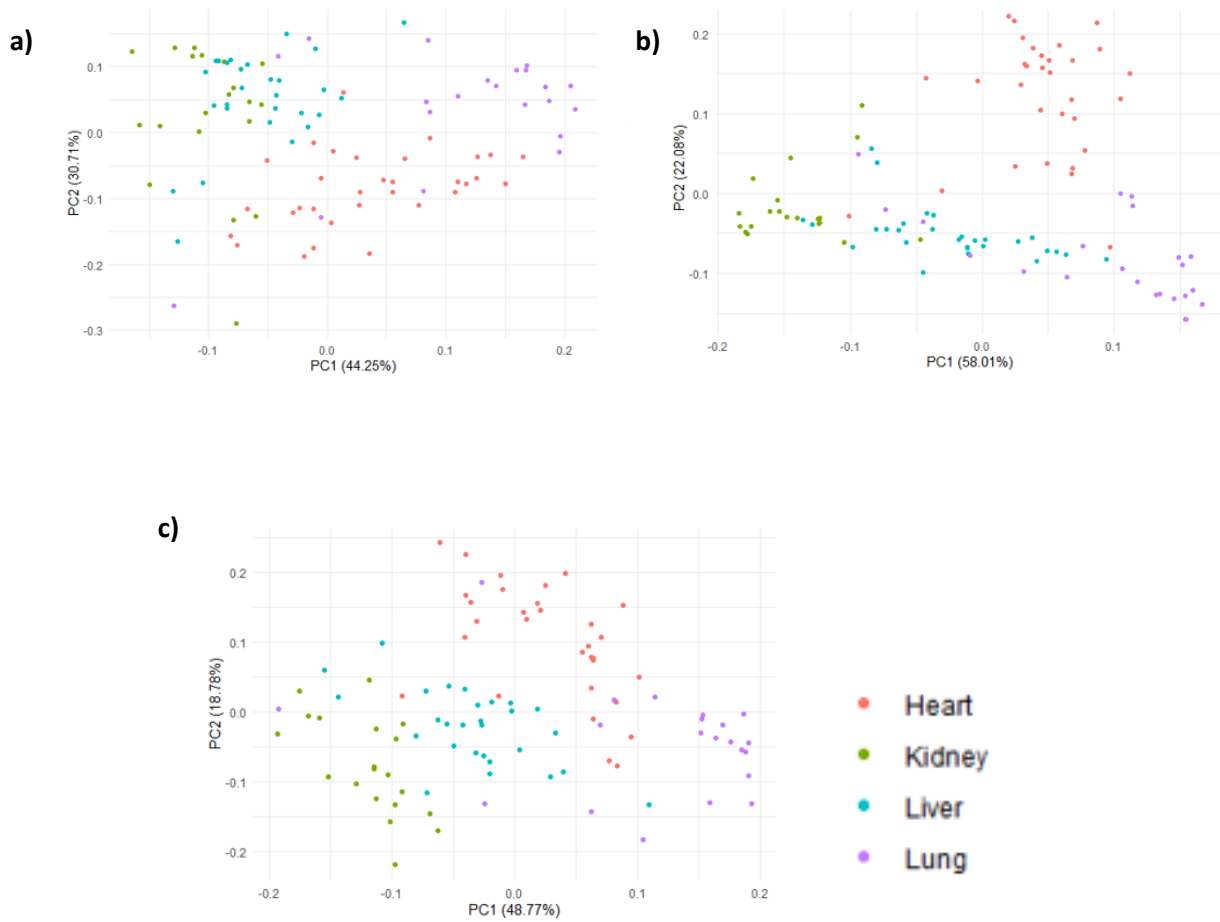 a)
0.1
0.0
-0.1
-0.2
-0.3
PC2 (30.71%)
-0.1
0.0
0.1
0.2
PC1 (44.25%)
b)
0.2
0.1
0.0
-0.1
PC2 (22.08%)
-0.2
-0.1
0.0
0.1
PC1 (58.01%)
c)
0.2
0.1
0.0
-0.1
-0.2
PC2 (18.78%)
-0.2
-0.1
0.0
0.1
0.2
PC1 (48.77%)
Heart
Kidney
Liver
Lung